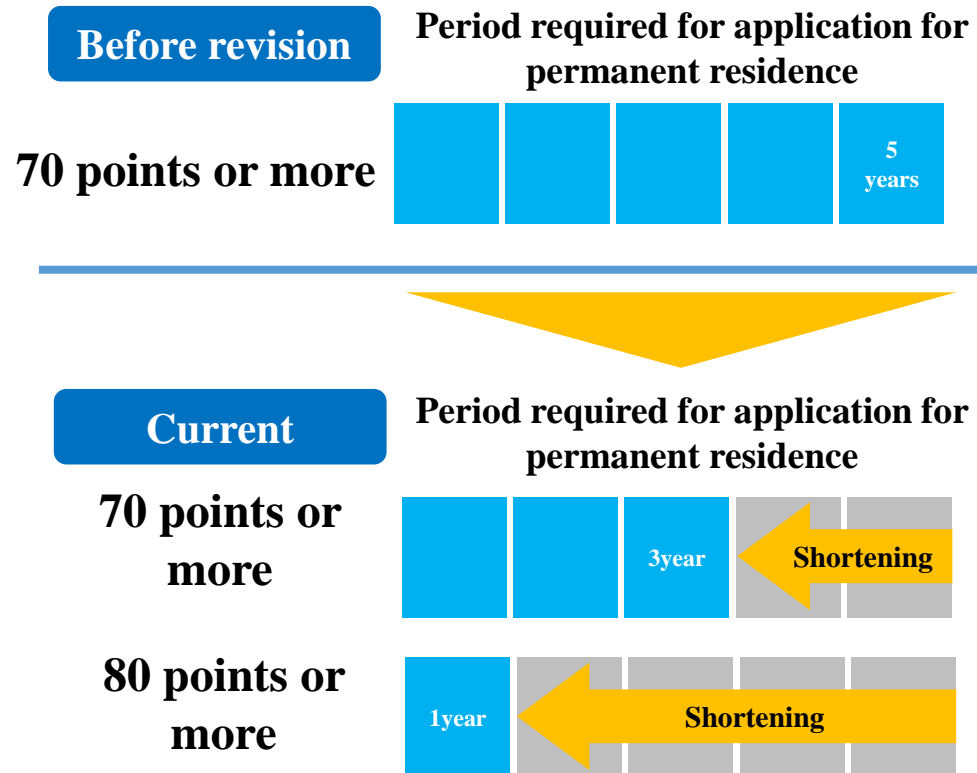 Before revision
Period required for application for
permanent residence
70 points or more
5
years
Current
Period required for application for
permanent residence
70 points or
more
3year
Shortening
80 points or
more
1year
Shortening